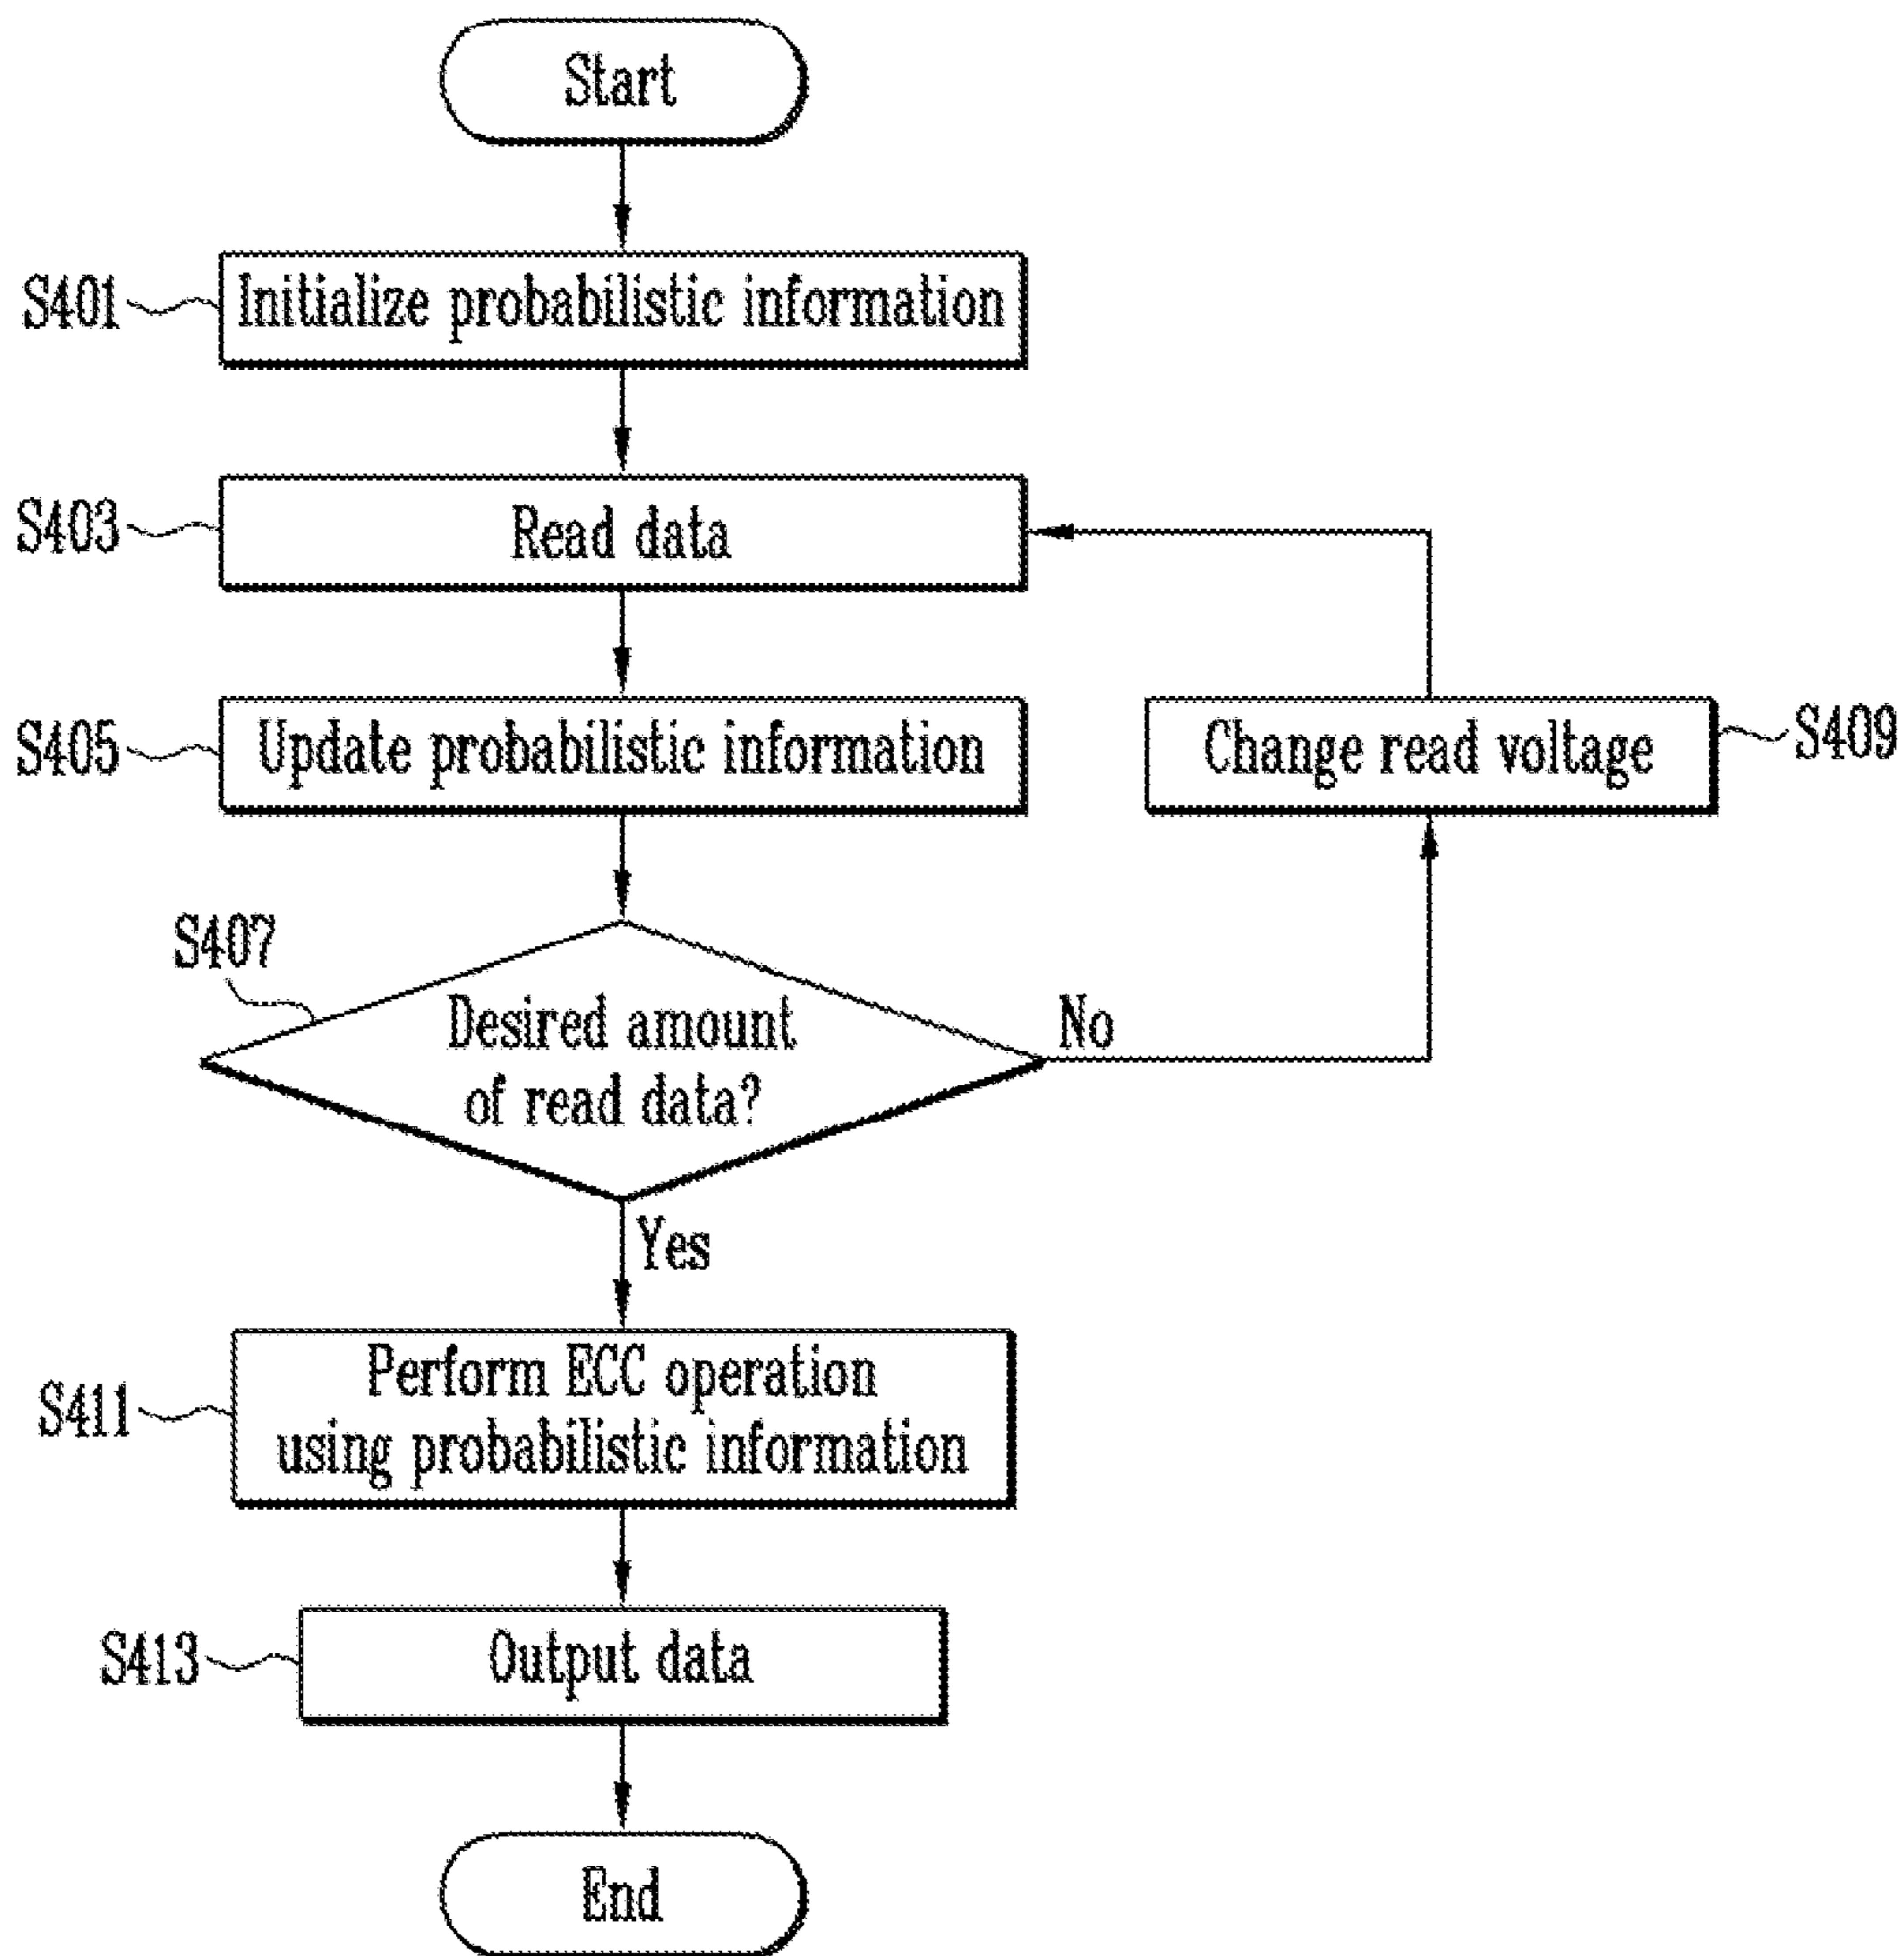 Start
S401
Initialize probabilistic information
S403
Read data
S405
Update probabilistic information
Change read voltage
S409
S407
Desired amount
of read data?
No
Yes
S411
Perform ECC operation
using probabilistic information
S413
Output data
End